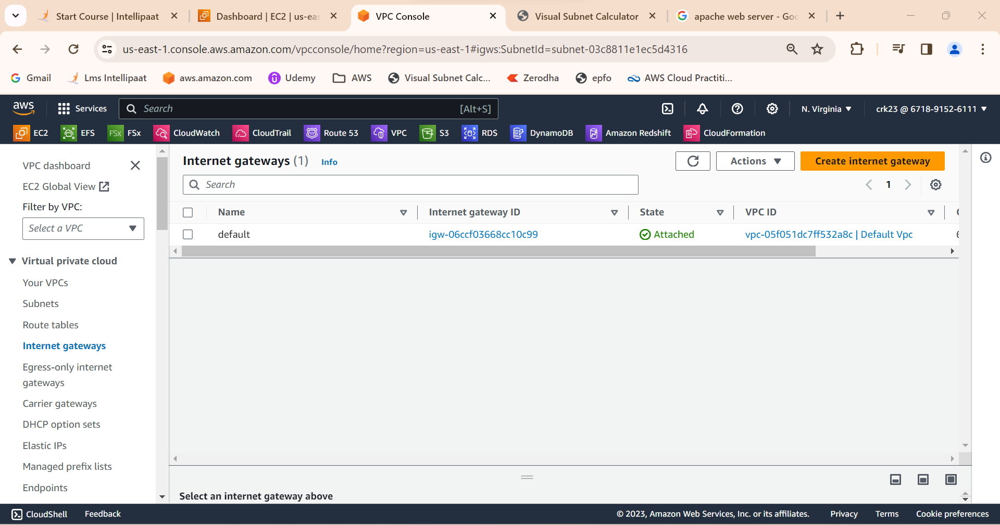 Start Course | Intellipaat
Dashboard | EC2 | us-eas
VPC Console
Visual Subnet Calculator
apache web server - Goo
us-east-1.console.aws.amazon.com/vpcconsole/home?region=us-east-1#igws:SubnetId=subnet-03c8811e1ec5d4316
Gmail
Lms Intellipaat
aws.amazon.com
Udemy
AWS
Visual Subnet Calc...
Zerodha
epfo
AWS Cloud Practiti...
aws
Services
Search
[Alt+S]
N. Virginia
crk23 @ 6718-9152-6111
EC2
EFS
FSx
FSx
CloudWatch
CloudTrail
53
Route 53
VPC
S3
RDS
DynamoDB
Amazon Redshift
CloudFormation
VPC dashboard
EC2 Global View
Filter by VPC:
Select a VPC
Virtual private cloud
Your VPCs
Subnets
Route tables
Internet gateways
Egress-only internet
gateways
Carrier gateways
DHCP option sets
Elastic IPs
Managed prefix lists
Endpoints
Internet gateways (1)
Info
Actions
Create internet gateway
Search
1
Name
Internet gateway ID
State
VPC ID
default
igw-06ccf03668cc10c99
Attached
vpc-05f051dc7ff532a8c | Default Vpc
Select an internet gateway above
CloudShell
Feedback
© 2023, Amazon Web Services, Inc. or its affiliates.
Privacy
Terms
Cookie preferences